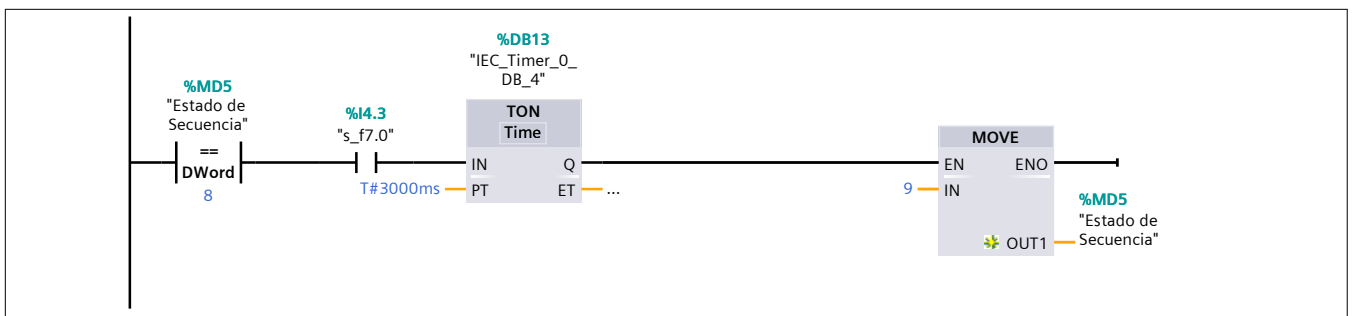 %DB13
"IEC_Timer_0_
DB_4"
%MD5
"Estado de
Secuencia"
==
DWord
8
%I4.3
"s_f7.0"
TON
Time
IN
Q
T#3000ms
PT
ET
...
MOVE
EN
ENO
9
IN
OUT1
%MD5
"Estado de
Secuencia"